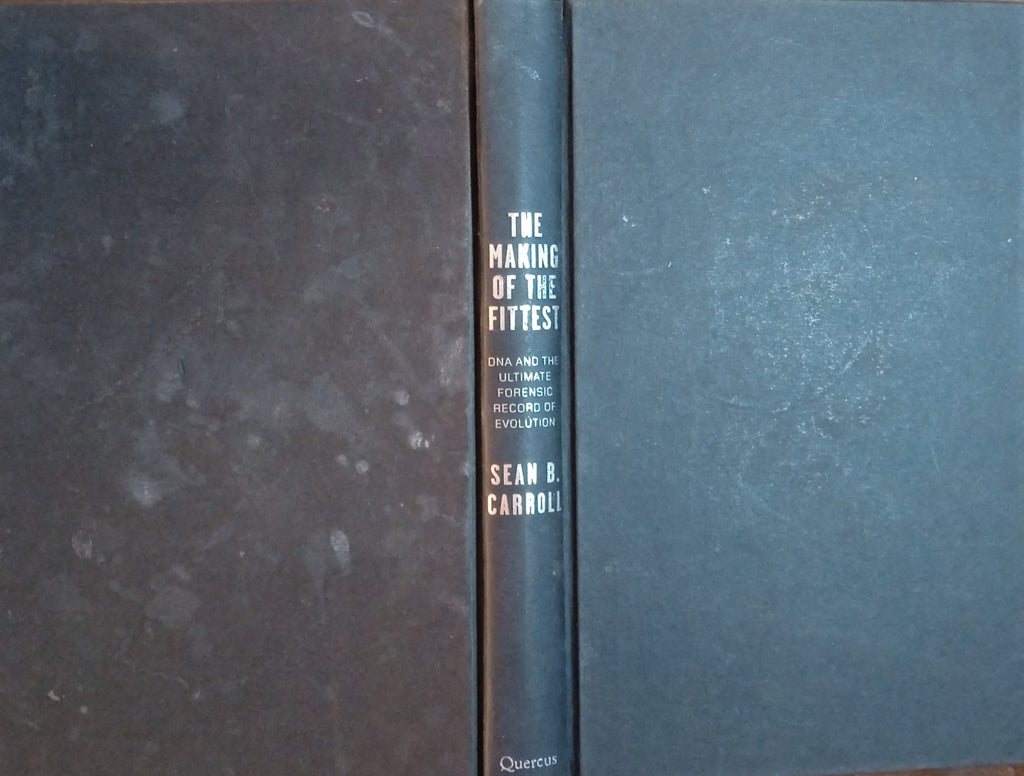 THE
MAKING
OF THE
FITTEST
DNA AND THE
ULTIMATE
FORENSIC
RECORD OF
EVOLUTION
SEAN B.
CARROLL
Quercus